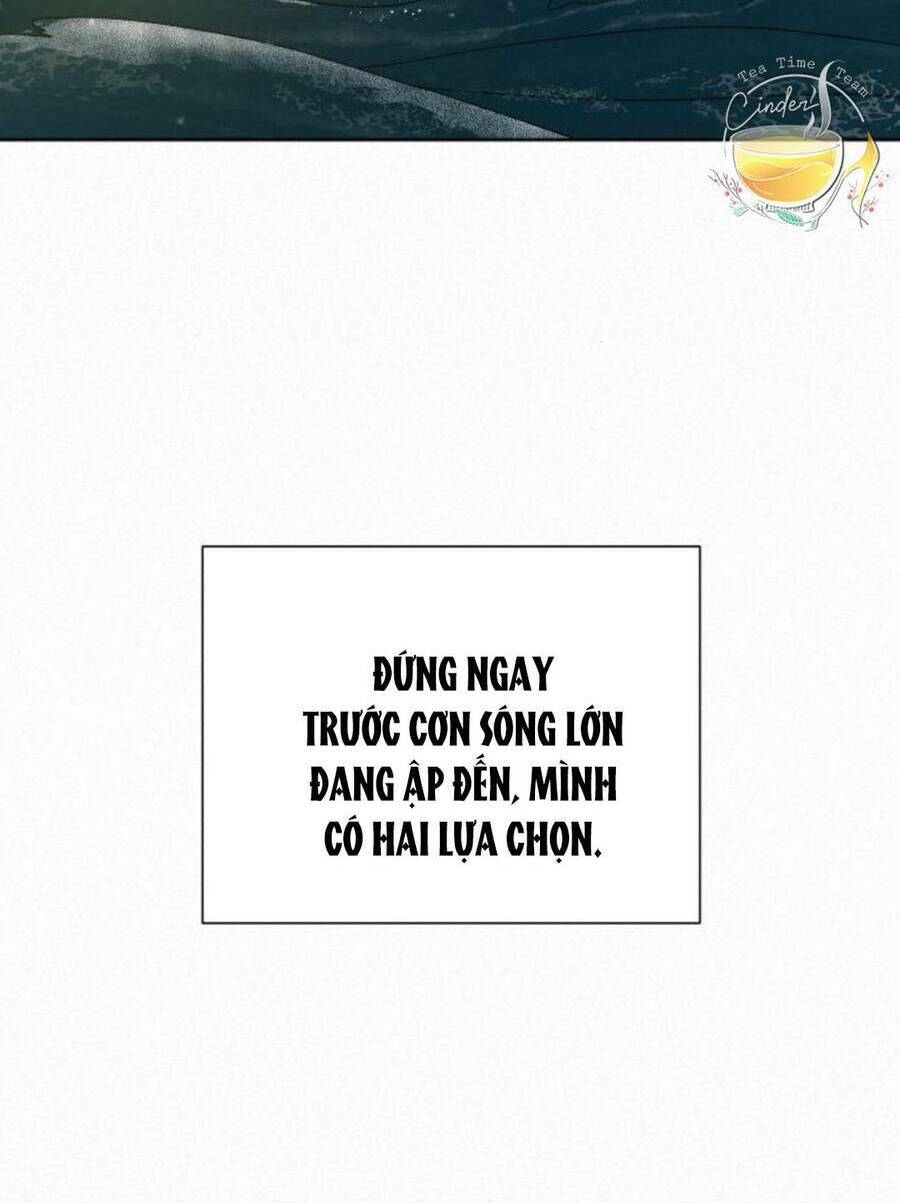 Tea Time Team
Cinder
ĐỨNG NGAY
TRƯỚC CƠN SÓNG LỚN
ĐANG ẬP ĐẾN, MÌNH
CÓ HAI LỰA CHỌN.